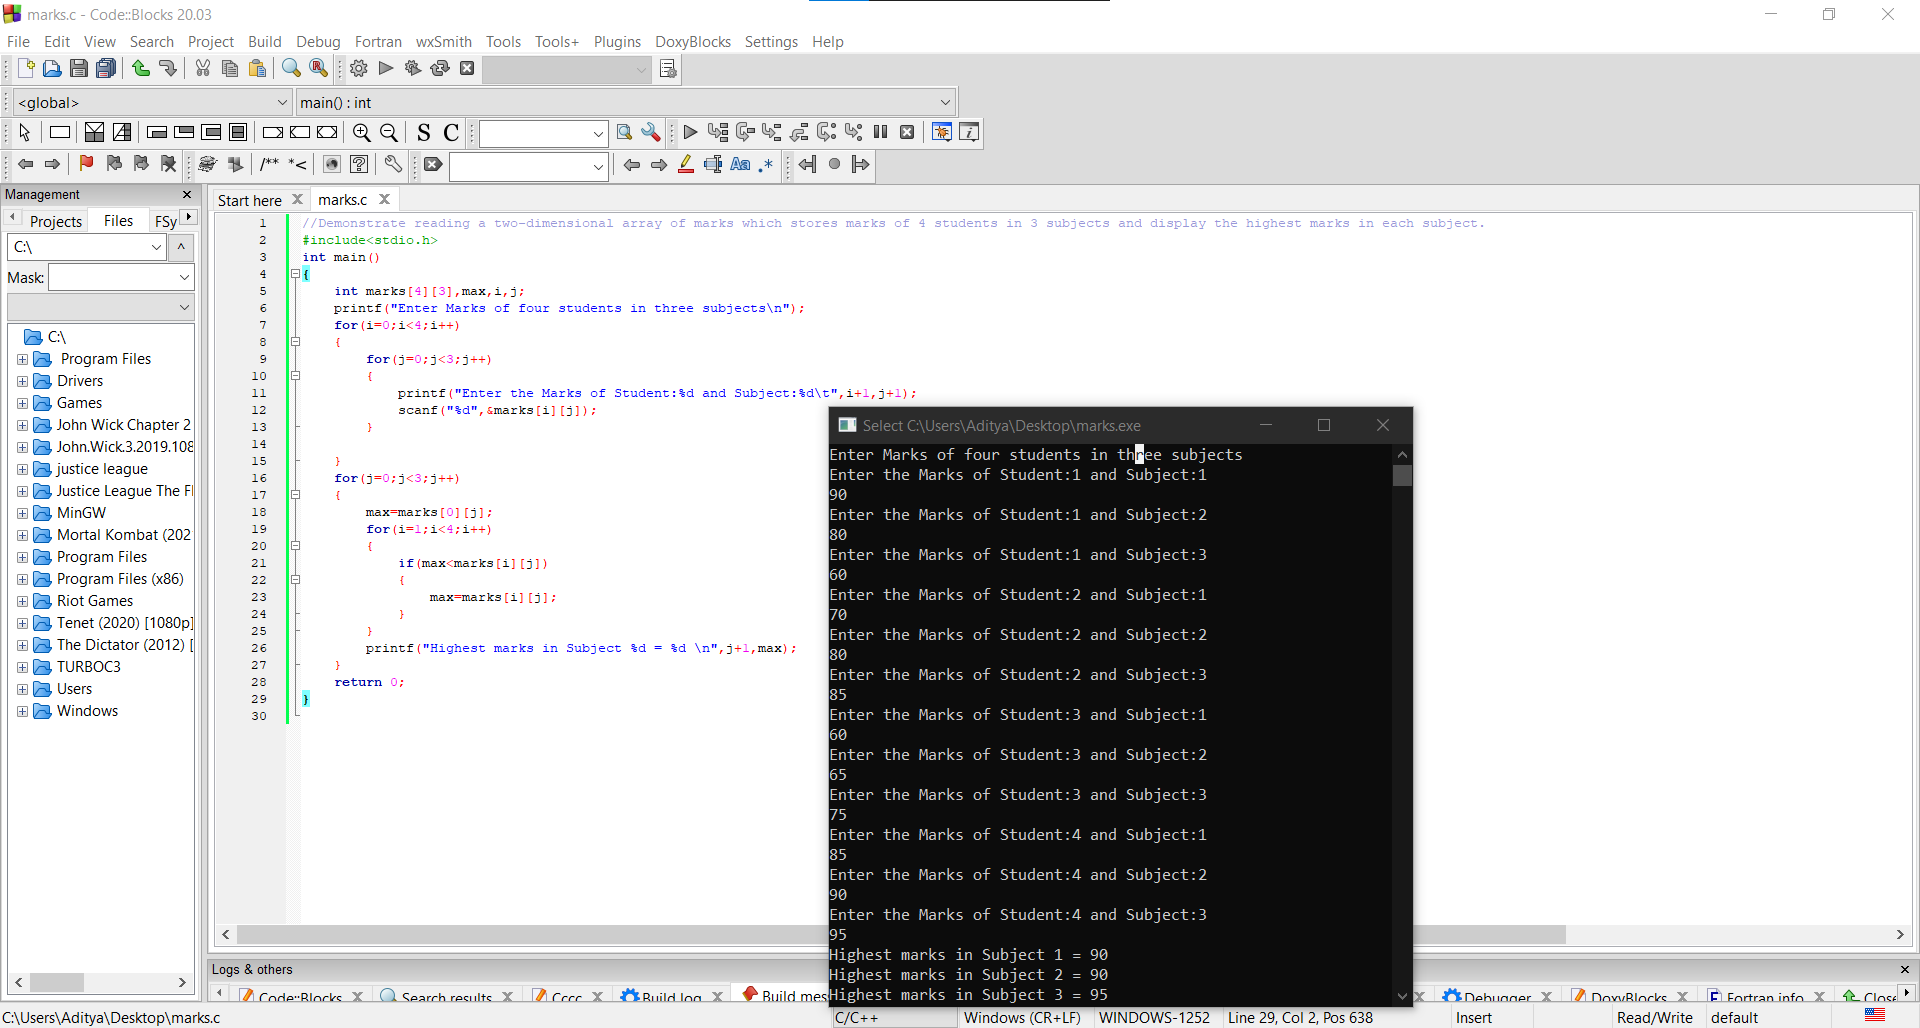 marks.c - Code::Blocks 20.03
File Edit View Search Project Build Debug Fortran wxSmith Tools Tools+ Plugins DoxyBlocks Settings Help
<global> main() : int
S C
/** *<
Aa .*
Management
Projects Files FSy
C:\ ^
Mask:
C:\
Program Files
Drivers
Games
John Wick Chapter 2
John.Wick.3.2019.108
justice league
Justice League The Fl
MinGW
Mortal Kombat (202
Program Files
Program Files (x86)
Riot Games
Tenet (2020) [1080p]
The Dictator (2012) [
TURBOC3
Users
Windows
Start here marks.c
1 //Demonstrate reading a two-dimensional array of marks which stores marks of 4 students in 3 subjects and display the highest marks in each subject.
2 #include<stdio.h>
3 int main()
4 {
5 int marks[4][3],max,i,j;
6 printf("Enter Marks of four students in three subjects\n");
7 for(i=0;i<4;i++)
8 {
9 for(j=0;j<3;j++)
10 {
11 printf("Enter the Marks of Student:%d and Subject:%d\t",i+1,j+1);
12 scanf("%d",&marks[i][j]);
13 }
14
15 }
16 for(j=0;j<3;j++)
17 {
18 max=marks[0][j];
19 for(i=1;i<4;i++)
20 {
21 if(max<marks[i][j])
22 {
23 max=marks[i][j];
24 }
25 }
26 printf("Highest marks in Subject %d = %d \n",j+1,max);
27 }
28 return 0;
29 }
30
Select C:\Users\Aditya\Desktop\marks.exe
Enter Marks of four students in three subjects
Enter the Marks of Student:1 and Subject:1
90
Enter the Marks of Student:1 and Subject:2
80
Enter the Marks of Student:1 and Subject:3
60
Enter the Marks of Student:2 and Subject:1
70
Enter the Marks of Student:2 and Subject:2
80
Enter the Marks of Student:2 and Subject:3
85
Enter the Marks of Student:3 and Subject:1
60
Enter the Marks of Student:3 and Subject:2
65
Enter the Marks of Student:3 and Subject:3
75
Enter the Marks of Student:4 and Subject:1
85
Enter the Marks of Student:4 and Subject:2
90
Enter the Marks of Student:4 and Subject:3
95
Highest marks in Subject 1 = 90
Highest marks in Subject 2 = 90
Highest marks in Subject 3 = 95
Logs & others
Code::Blocks Search results Cccc Build log Build mes Debugger DoxyBlocks Fortran info Close
C:\Users\Aditya\Desktop\marks.c C/C++ Windows (CR+LF) WINDOWS-1252 Line 29, Col 2, Pos 638 Insert Read/Write default